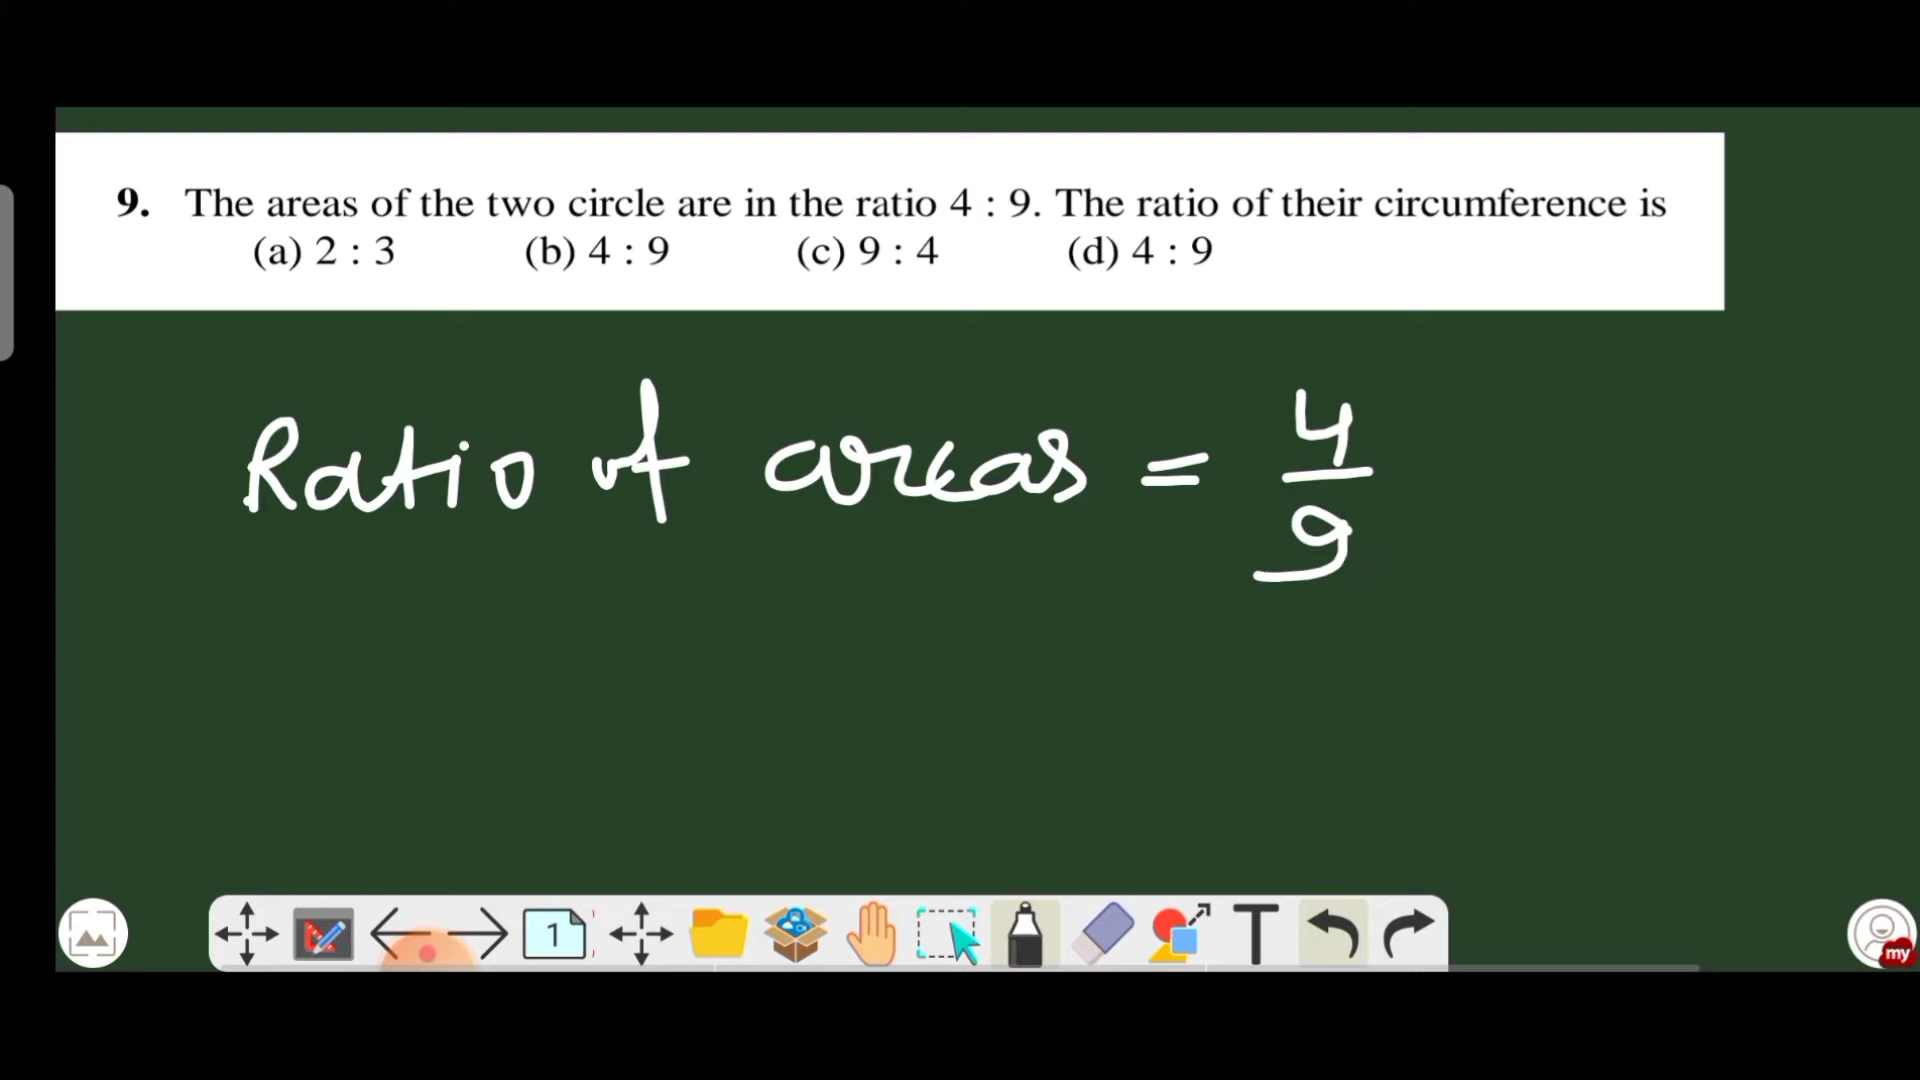 9. The areas of the two circle are in the ratio 4 : 9. The ratio of their circumference is
(a) 2 : 3 (b) 4 : 9 (c) 9 : 4 (d) 4 : 9
Ratio of areas = 4/9
1
T
my